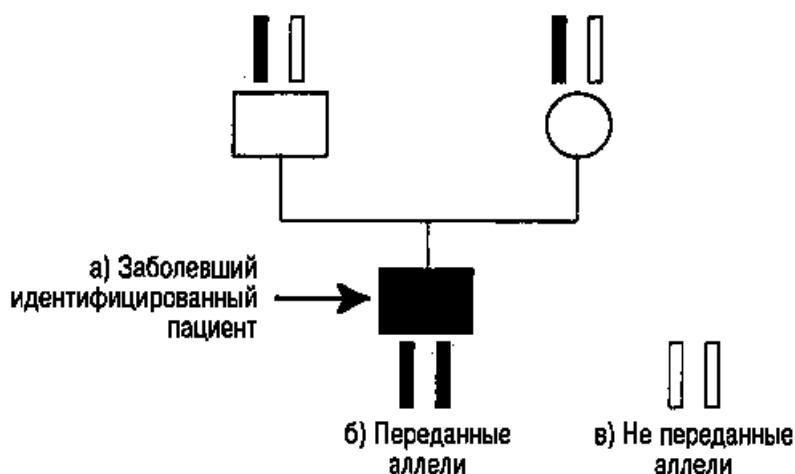 а) Заболевший
идентифицированный
пациент
б) Переданные
аллели
в) Не переданные
аллели